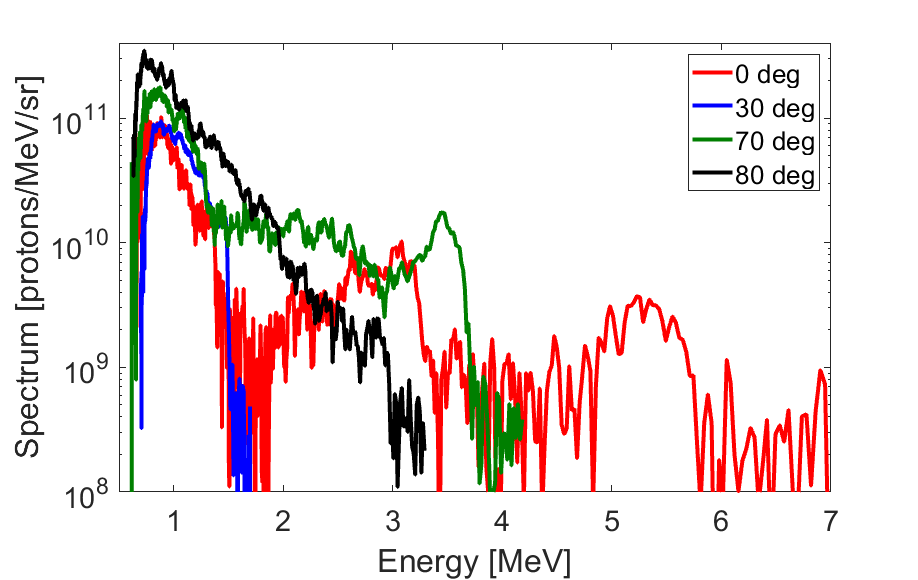 0 deg
30 deg
70 deg
80 deg
Spectrum [protons/MeV/sr]
10^11
10^10
10^9
10^8
1 2 3 4 5 6 7
Energy [MeV]